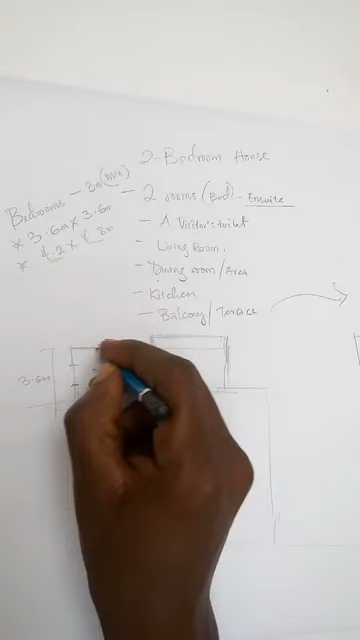 2-Bedroom House
Bedrooms — 3m(min)
* 3.6m x 3.6m
— 2 rooms (Bed) - Ensuite
- A Visitor's toilet
- Living Room.
- Dining room / Area
- Kitchen
- Balcony / Terrace
3.6m